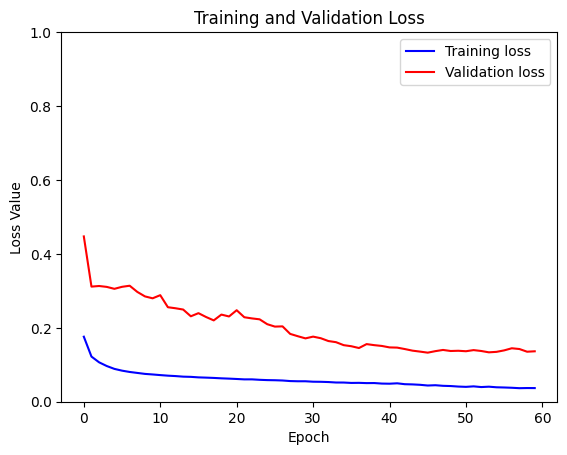 Training and Validation Loss
1.0
Training loss
Validation loss
0.8
0.6
Loss Value
0.4
0.2
0.0
0 10 20 30 40 50 60
Epoch